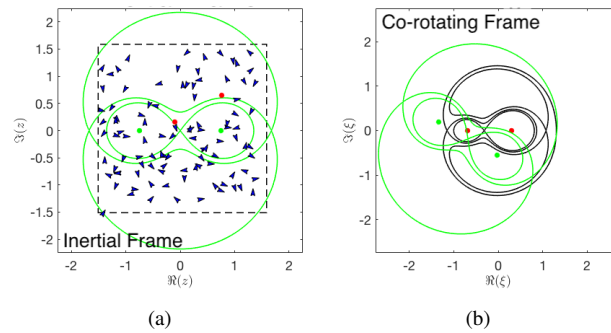 2
1.5
1
0.5
0
-0.5
-1
-1.5
-2
ℑ(z)
Inertial Frame
-2 -1 0 1 2
ℜ(z)
(a)
Co-rotating Frame
2
1
0
-1
-2
ℑ(ξ)
-2 -1 0 1 2
ℜ(ξ)
(b)